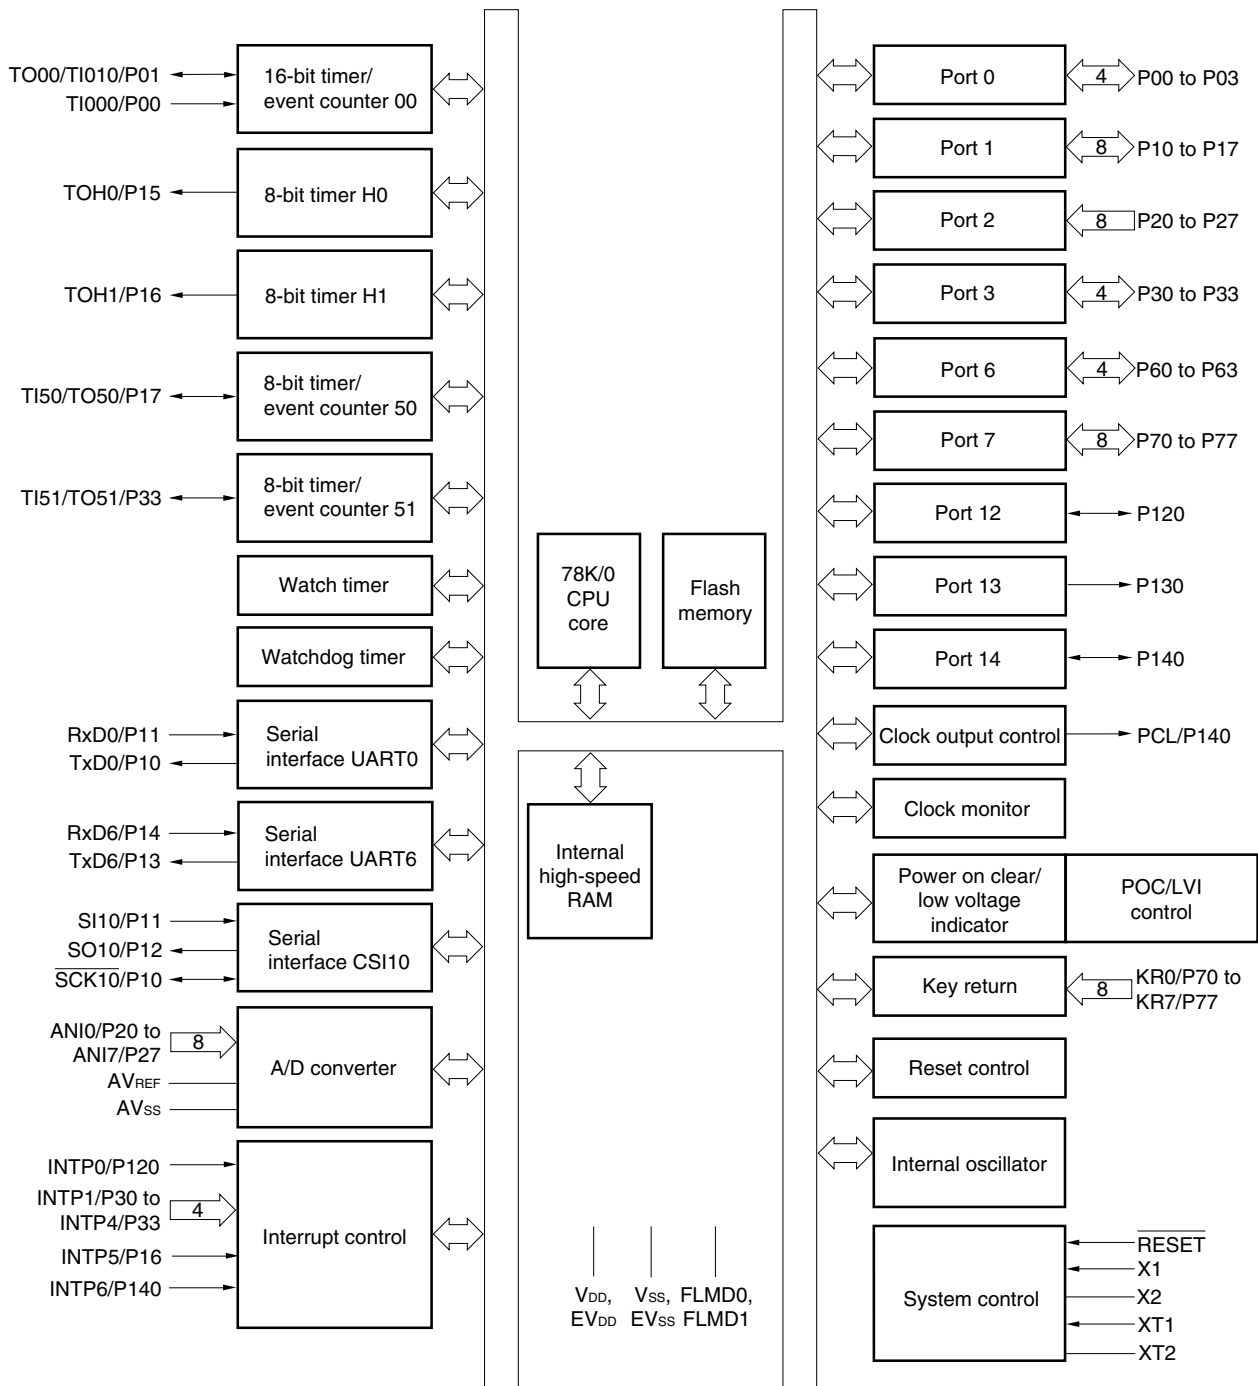 TO00/TI010/P01
TI000/P00
16-bit timer/
event counter 00
TOH0/P15
8-bit timer H0
TOH1/P16
8-bit timer H1
TI50/TO50/P17
8-bit timer/
event counter 50
TI51/TO51/P33
8-bit timer/
event counter 51
Watch timer
Watchdog timer
RxD0/P11
TxD0/P10
Serial
interface UART0
RxD6/P14
TxD6/P13
Serial
interface UART6
SI10/P11
SO10/P12
SCK10/P10
Serial
interface CSI10
ANI0/P20 to
ANI7/P27
8
AVREF
AVSS
A/D converter
INTP0/P120
INTP1/P30 to
INTP4/P33
4
INTP5/P16
INTP6/P140
Interrupt control
78K/0
CPU
core
Flash
memory
Internal
high-speed
RAM
VDD,
EVDD
VSS,
EVSS
FLMD0,
FLMD1
Port 0
4
P00 to P03
Port 1
8
P10 to P17
Port 2
8
P20 to P27
Port 3
4
P30 to P33
Port 6
4
P60 to P63
Port 7
8
P70 to P77
Port 12
P120
Port 13
P130
Port 14
P140
Clock output control
PCL/P140
Clock monitor
Power on clear/
low voltage
indicator
POC/LVI
control
Key return
8
KR0/P70 to
KR7/P77
Reset control
Internal oscillator
System control
RESET
X1
X2
XT1
XT2